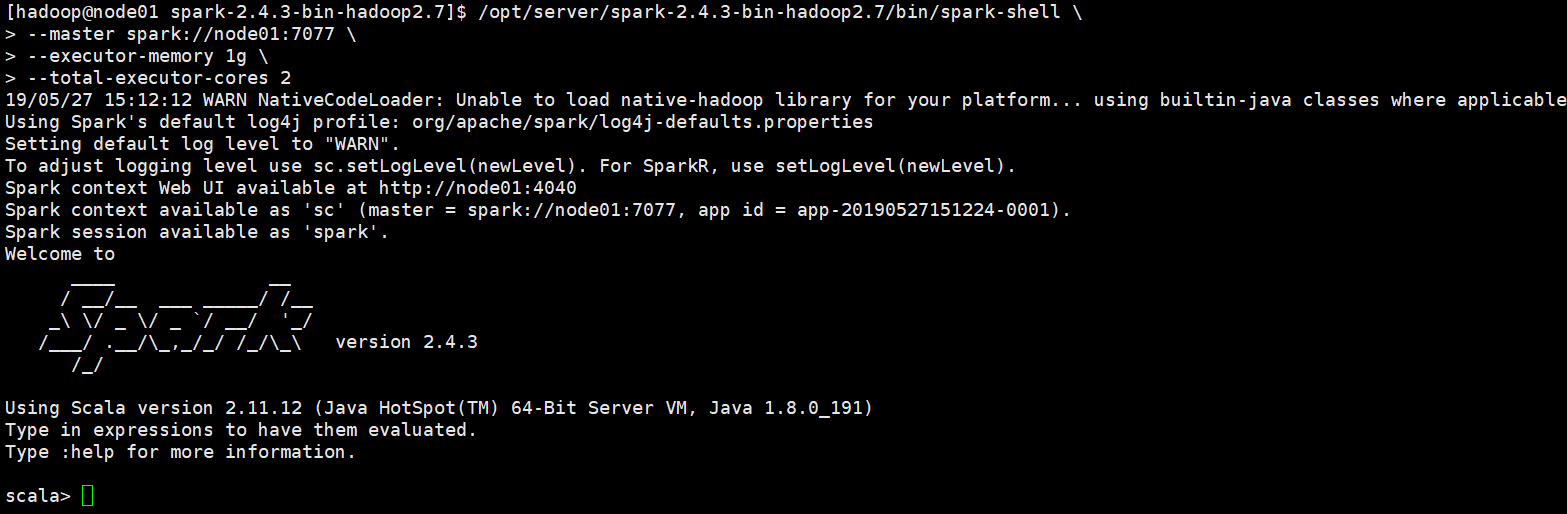 [hadoop@node01 spark-2.4.3-bin-hadoop2.7]$ /opt/server/spark-2.4.3-bin-hadoop2.7/bin/spark-shell \
> --master spark://node01:7077 \
> --executor-memory 1g \
> --total-executor-cores 2
19/05/27 15:12:12 WARN NativeCodeLoader: Unable to load native-hadoop library for your platform... using builtin-java classes where applicable
Using Spark's default log4j profile: org/apache/spark/log4j-defaults.properties
Setting default log level to "WARN".
To adjust logging level use sc.setLogLevel(newLevel). For SparkR, use setLogLevel(newLevel).
Spark context Web UI available at http://node01:4040
Spark context available as 'sc' (master = spark://node01:7077, app id = app-20190527151224-0001).
Spark session available as 'spark'.
Welcome to
      ____              __
     / __/__  ___ _____/ /__
    _\ \/ _ \/ _ `/ __/  '_/
   /___/ .__/\_,_/_/ /_/\_\   version 2.4.3
      /_/
Using Scala version 2.11.12 (Java HotSpot(TM) 64-Bit Server VM, Java 1.8.0_191)
Type in expressions to have them evaluated.
Type :help for more information.
scala>